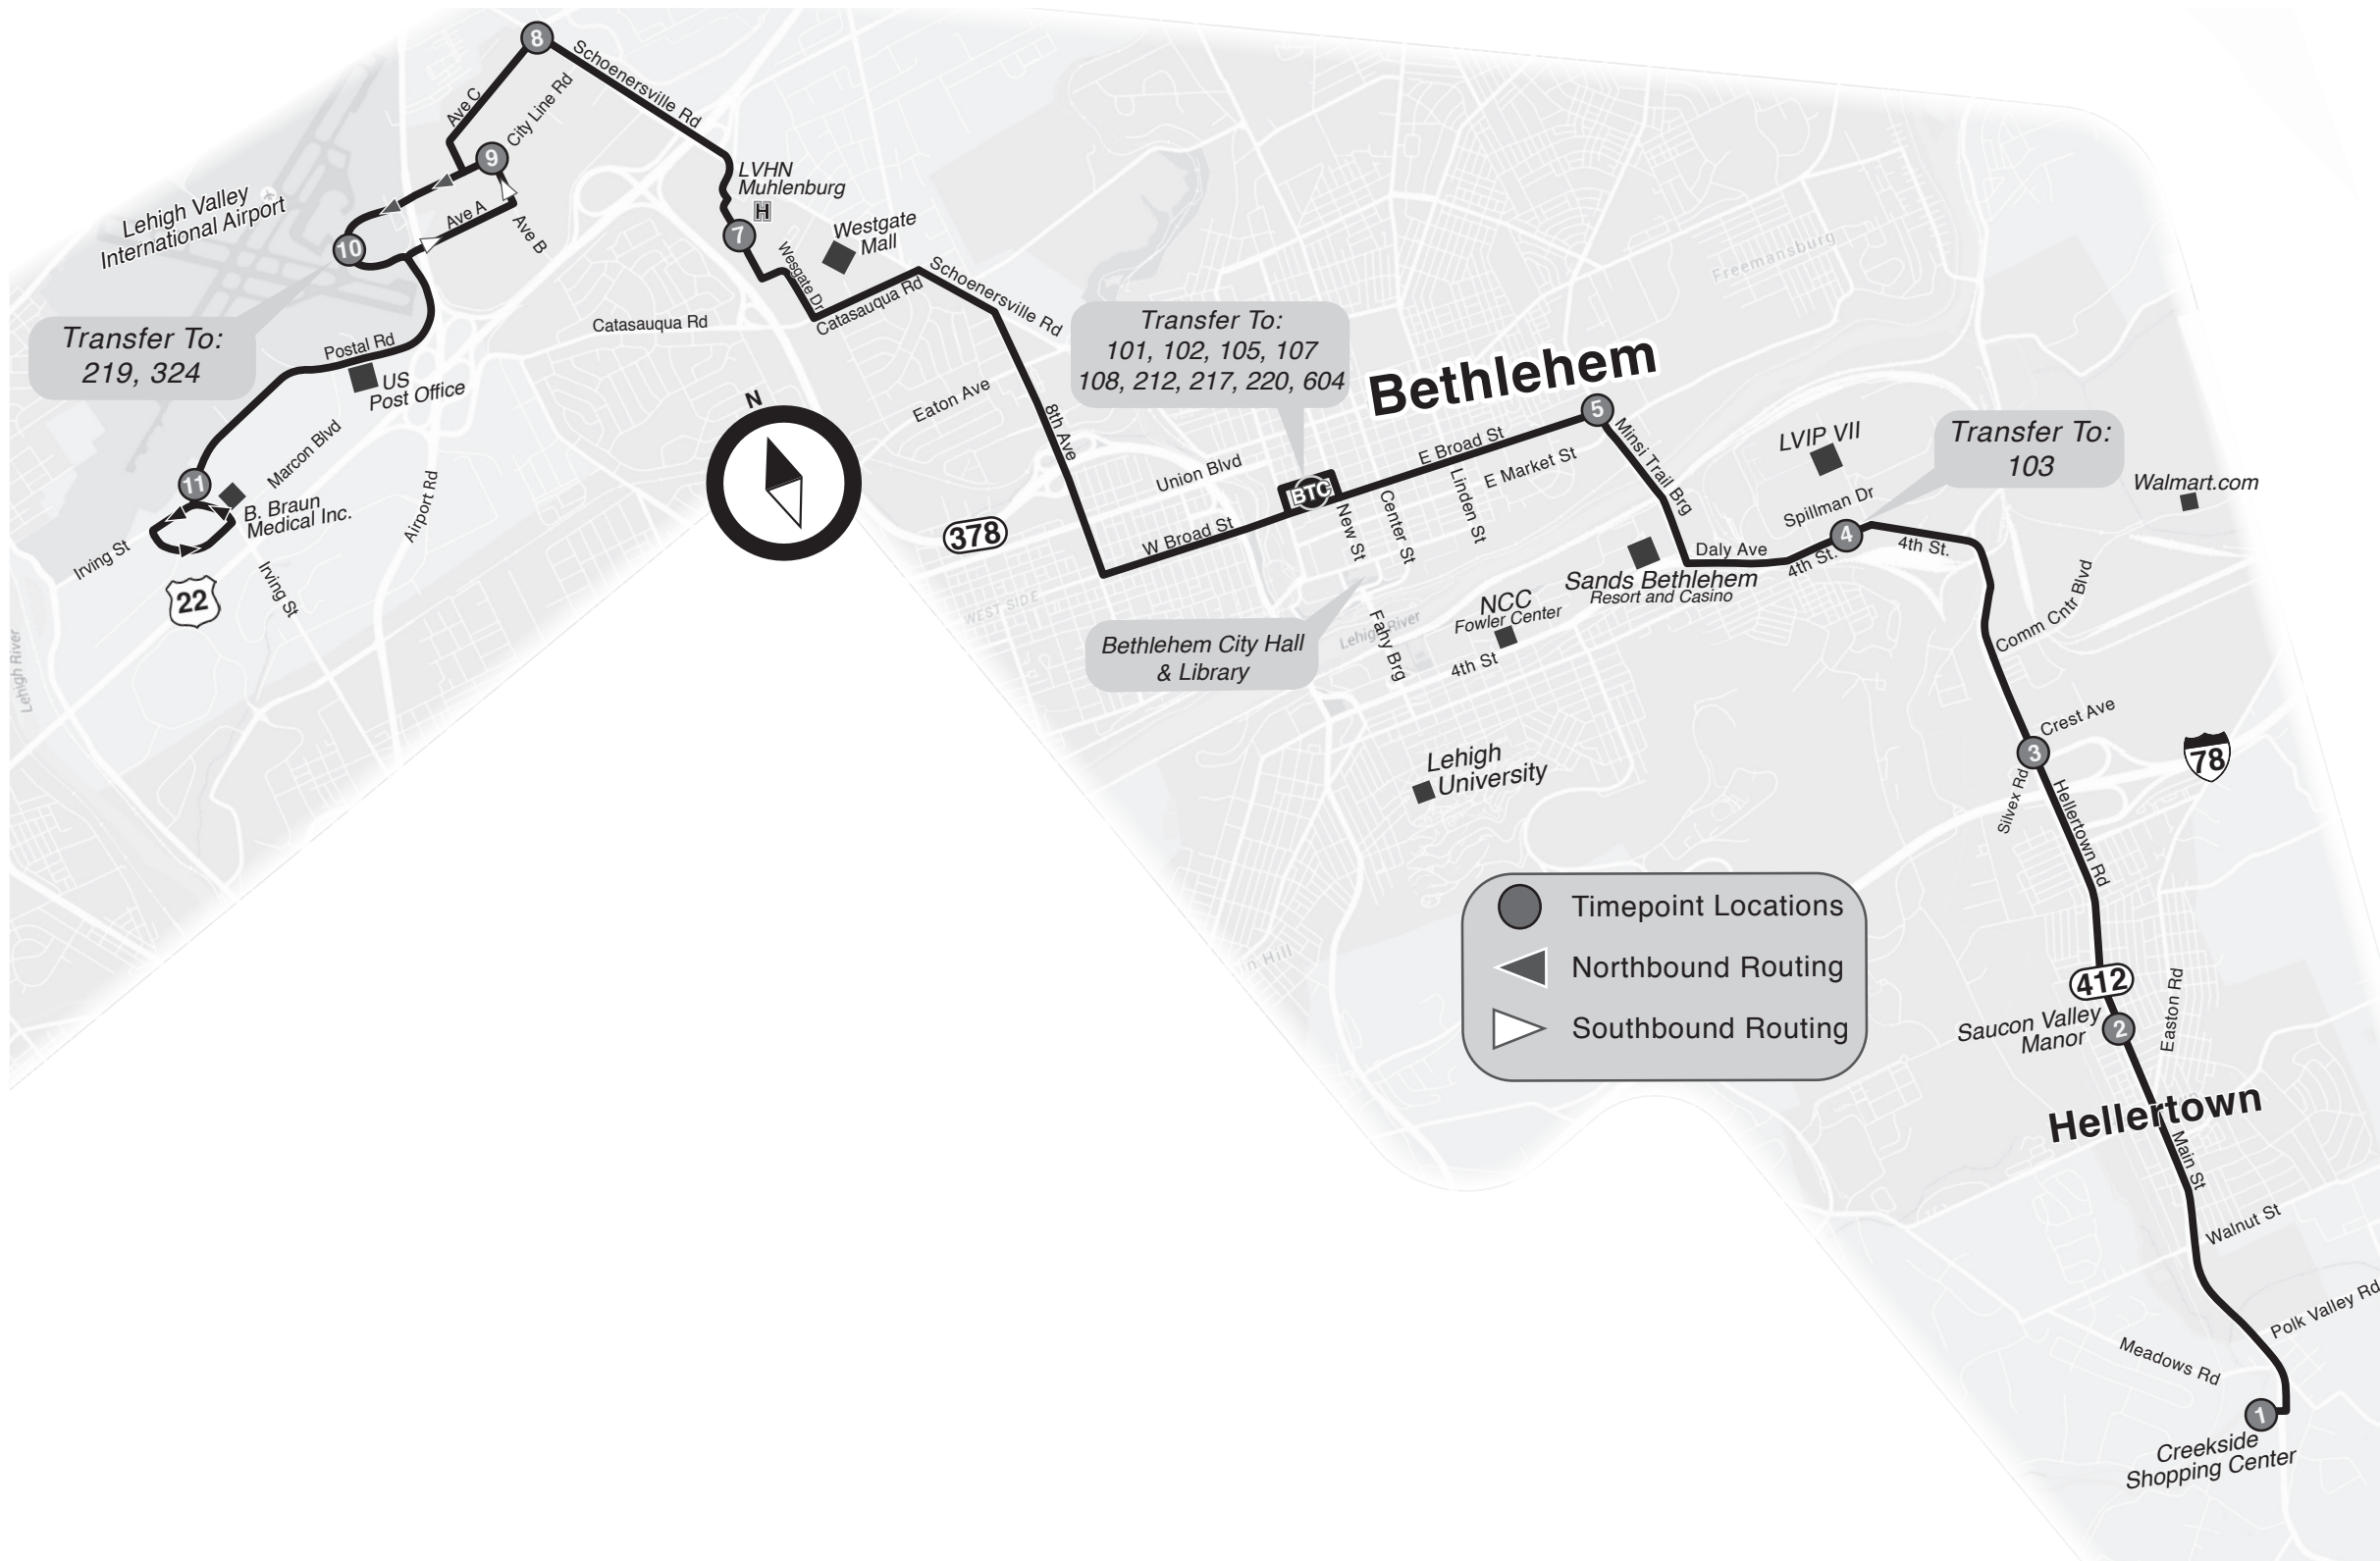 8
Schoenersville Rd
Ave C
City Line Rd
9
LVHN
Muhlenburg
H
7
Westgate
Mall
Wesgate Dr
Catasauqua Rd
Schoenersville Rd
Lehigh Valley
International Airport
Ave A
Ave B
10
Transfer To:
219, 324
Postal Rd
US
Post Office
Catasauqua Rd
Marcon Blvd
11
B. Braun
Medical Inc.
Airport Rd
Irving St
Irving St
22
Lehigh River
N
Eaton Ave
8th Ave
378
Transfer To:
101, 102, 105, 107
108, 212, 217, 220, 604
Union Blvd
BTC
W Broad St
WEST SIDE
Bethlehem
5
E Broad St
E Market St
New St
Center St
Linden St
Minsi Trail Brg
Freemansburg
LVIP VII
Transfer To:
103
Walmart.com
Spillman Dr
4
4th St.
4th St.
Daly Ave
Sands Bethlehem
Resort and Casino
NCC
Fowler Center
Lehigh River
Fahy Brg
4th St
Bethlehem City Hall
& Library
Lehigh
University
Comm Cntr Blvd
Crest Ave
3
78
Silvex Rd
Hellertown Rd
Timepoint Locations
Northbound Routing
Southbound Routing
412
Saucon Valley
Manor
2
Easton Rd
Hellertown
Main St
Walnut St
Polk Valley Rd
Meadows Rd
1
Creekside
Shopping Center